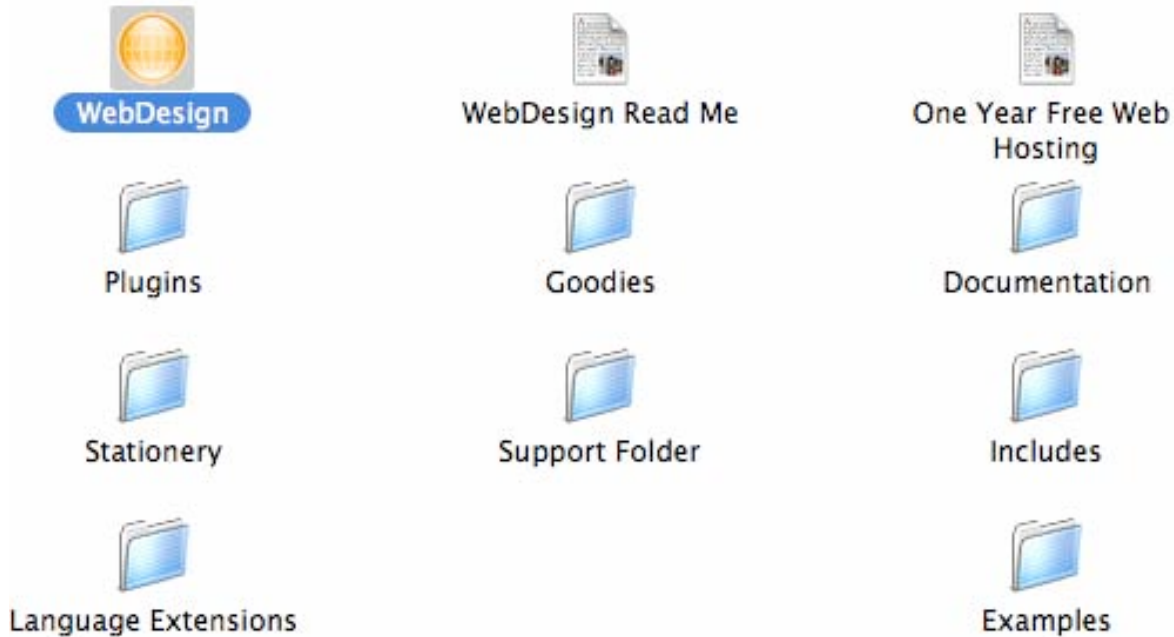 WebDesign
WebDesign Read Me
One Year Free Web
Hosting
Plugins
Goodies
Documentation
Stationery
Support Folder
Includes
Language Extensions
Examples